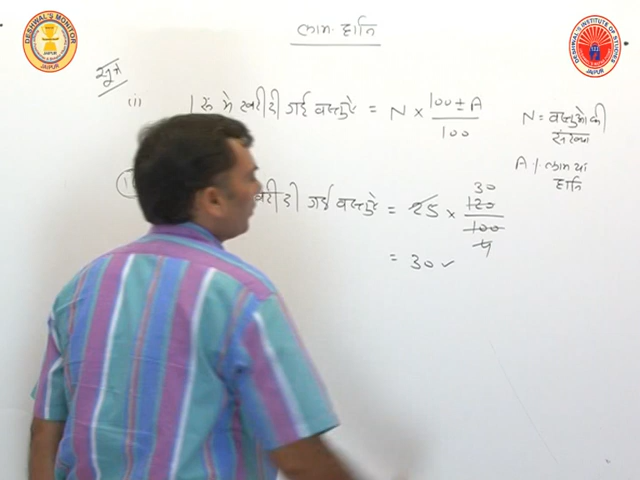 DESHWAL'S MONITOR
JAIPUR
DESHWAL'S INSTITUTE OF STUDIES
JAIPUR
लाभ हानि
सूत्र
(i) 1 रू में खरीदी गई वस्तुएं = N × (100 ± A) / 100
N = वस्तुओं की संख्या
A % लाभ या हानि
खरीदी गई वस्तुएं = 25 × 120 / 100
30
4
= 30 ✓